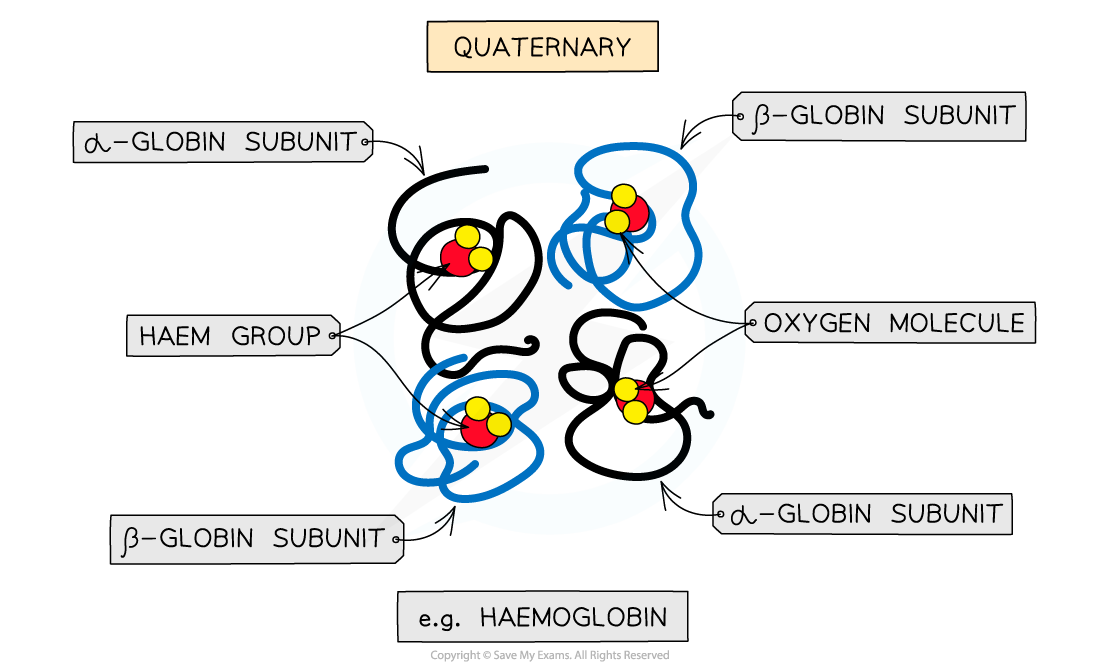 QUATERNARY
α-GLOBIN SUBUNIT
β-GLOBIN SUBUNIT
HAEM GROUP
OXYGEN MOLECULE
β-GLOBIN SUBUNIT
α-GLOBIN SUBUNIT
e.g. HAEMOGLOBIN
Copyright © Save My Exams. All Rights Reserved